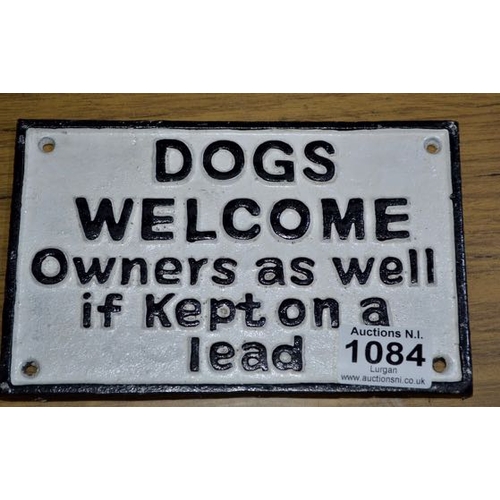 DOGS
WELCOME
Owners as well
if Kept on a
lead
Auctions N.I.
1084
Lurgan
www.auctionsni.co.uk